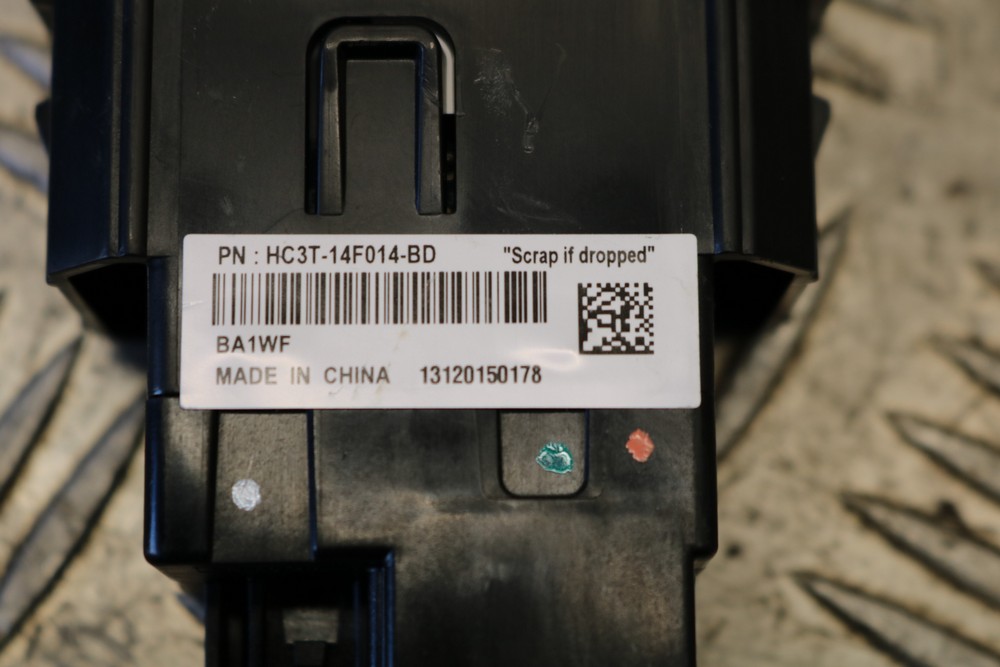 PN : HC3T-14F014-BD "Scrap if dropped"
BA1WF
MADE IN CHINA 13120150178